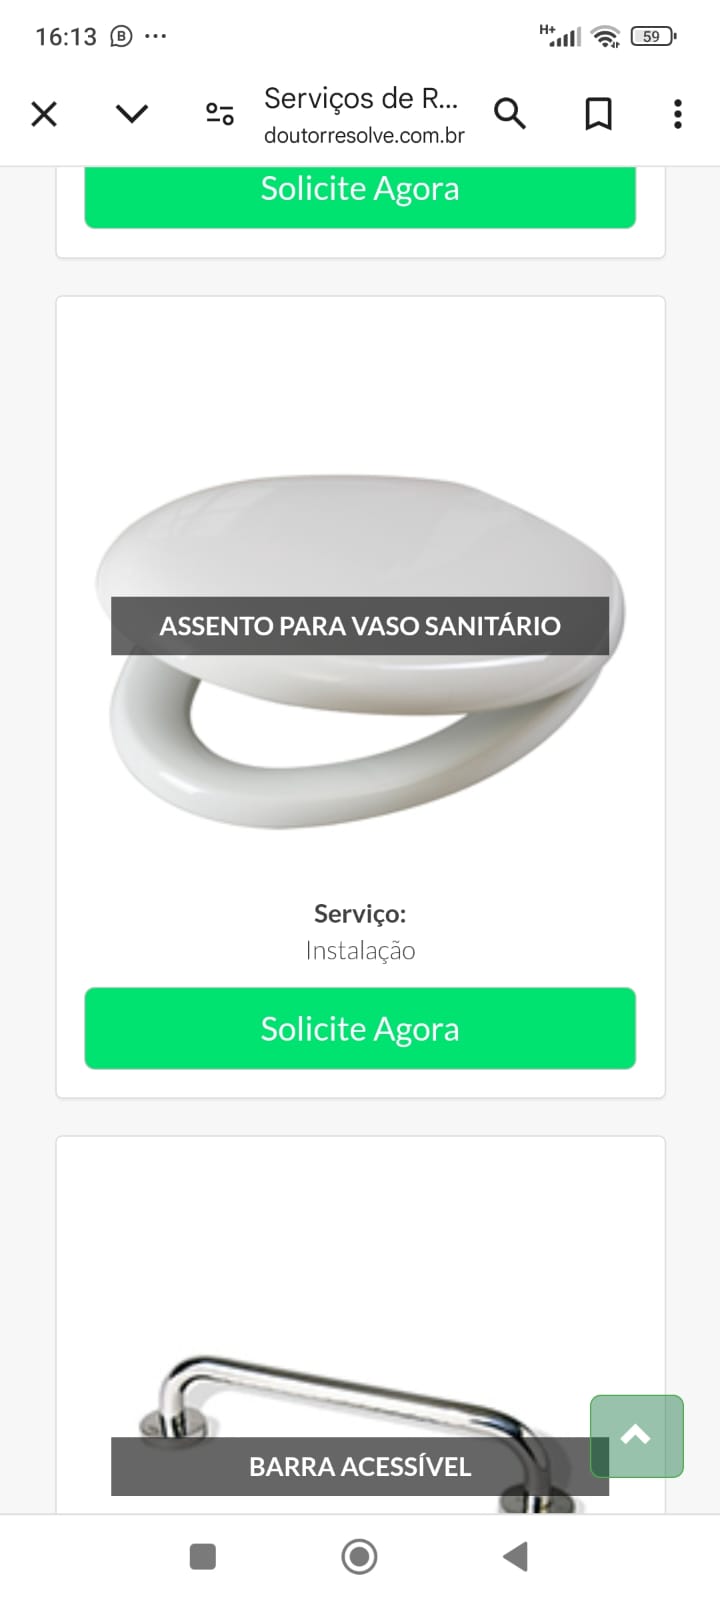 16:13
H+
59
Serviços de R...
doutorresolve.com.br
Solicite Agora
ASSENTO PARA VASO SANITÁRIO
Serviço:
Instalação
Solicite Agora
BARRA ACESSÍVEL